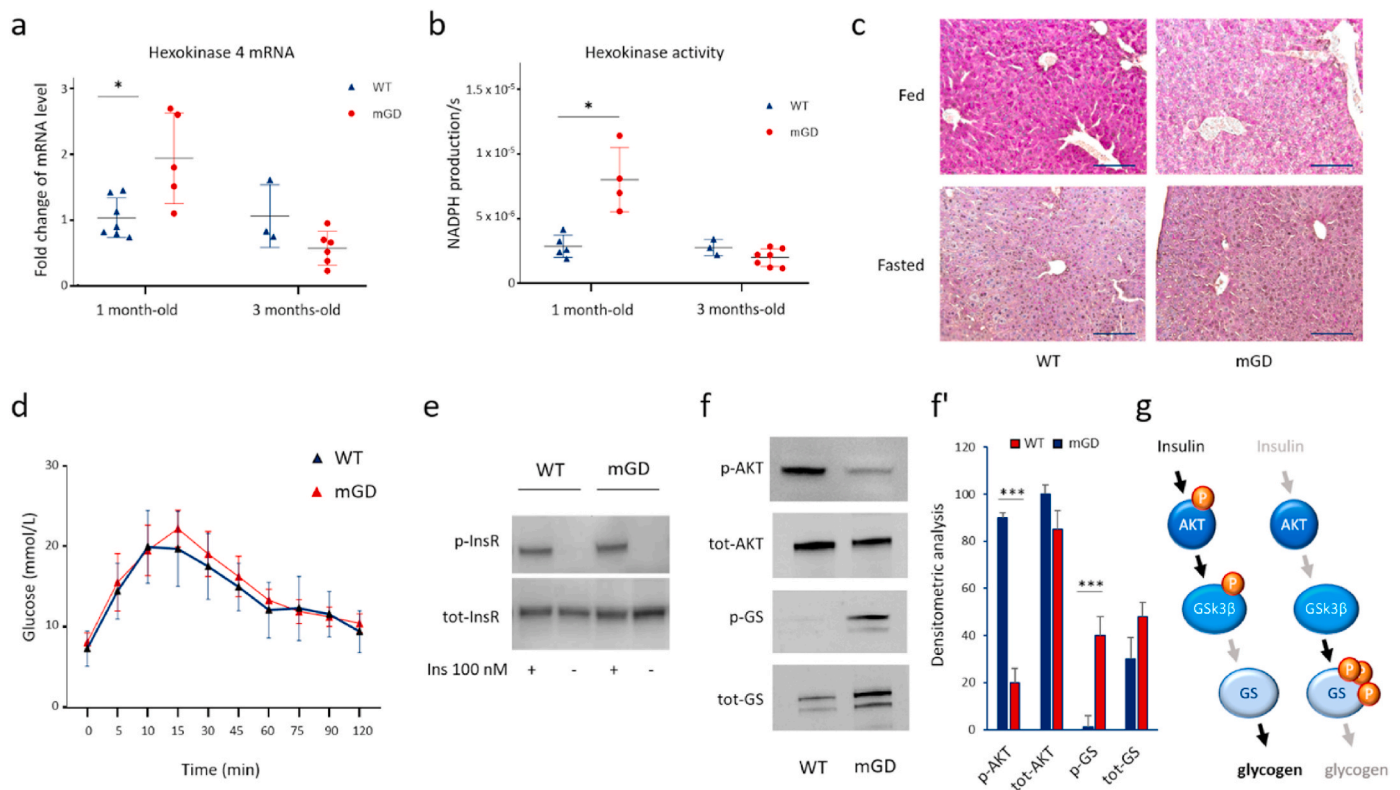 a
Hexokinase 4 mRNA
Fold change of mRNA level
3
2
1
0
*
WT
mGD
1 month-old
3 months-old
b
Hexokinase activity
NADPH production/s
1.5 x 10⁻⁵
1 x 10⁻⁵
5 x 10⁻⁶
0
*
WT
mGD
1 month-old
3 months-old
c
Fed
Fasted
WT
mGD
d
WT
mGD
Glucose (mmol/L)
30
20
10
0
0 5 10 15 30 45 60 75 90 120
Time (min)
e
WT mGD
p-InsR
tot-InsR
Ins 100 nM + - + -
f
p-AKT
tot-AKT
p-GS
tot-GS
WT mGD
f'
WT mGD
Densitometric analysis
120
100
80
60
40
20
0
***
***
p-AKT
tot-AKT
p-GS
tot-GS
g
Insulin Insulin
P
AKT AKT
P
GSk3β GSk3β
P
P
GS GS P
glycogen glycogen